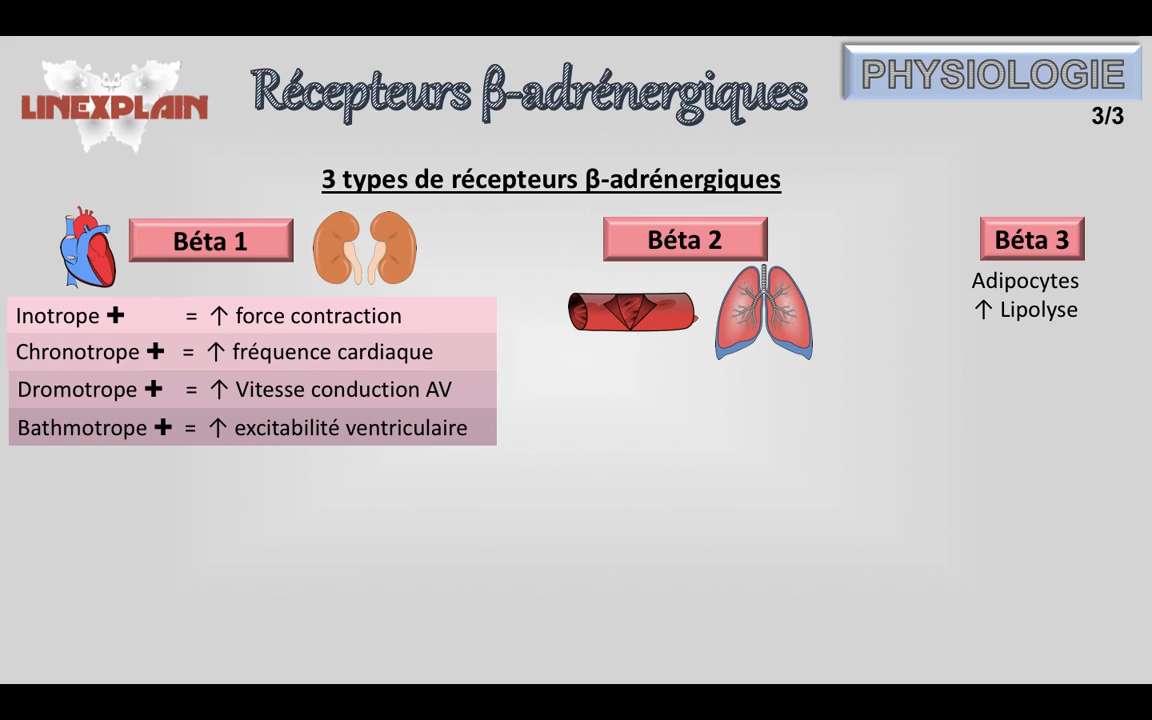 LINEXPLAIN
Récepteurs β-adrénergiques
PHYSIOLOGIE
3/3
3 types de récepteurs β-adrénergiques
Béta 1
Béta 2
Béta 3
Adipocytes
↑ Lipolyse
Inotrope + = ↑ force contraction
Chronotrope + = ↑ fréquence cardiaque
Dromotrope + = ↑ Vitesse conduction AV
Bathmotrope + = ↑ excitabilité ventriculaire